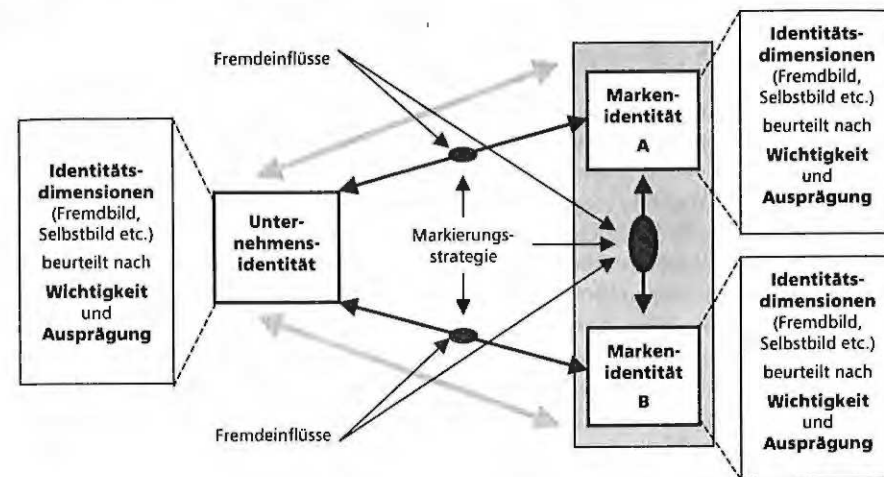 Fremdeinflüsse
Identitäts-
dimensionen
(Fremdbild,
Selbstbild etc.)
beurteilt nach
Wichtigkeit
und
Ausprägung
Unter-
nehmens-
identität
Markierungs-
strategie
Fremdeinflüsse
Marken-
identität
A
Marken-
identität
B
Identitäts-
dimensionen
(Fremdbild,
Selbstbild etc.)
beurteilt nach
Wichtigkeit
und
Ausprägung
Identitäts-
dimensionen
(Fremdbild,
Selbstbild etc.)
beurteilt nach
Wichtigkeit
und
Ausprägung